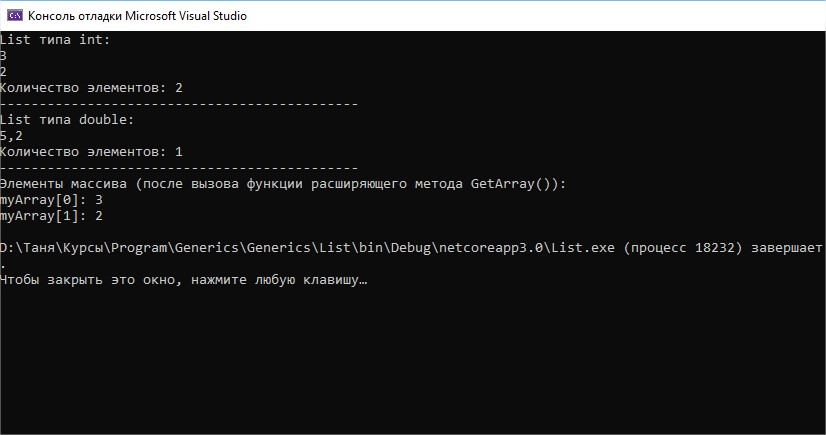 Консоль отладки Microsoft Visual Studio
List типа int:
3
2
Количество элементов: 2
---------------------------------------------
List типа double:
5,2
Количество элементов: 1
---------------------------------------------
Элементы массива (после вызова функции расширяющего метода GetArray()):
myArray[0]: 3
myArray[1]: 2
D:\Таня\Курсы\Program\Generics\Generics\List\bin\Debug\netcoreapp3.0\List.exe (процесс 18232) завершает
.
Чтобы закрыть это окно, нажмите любую клавишу…